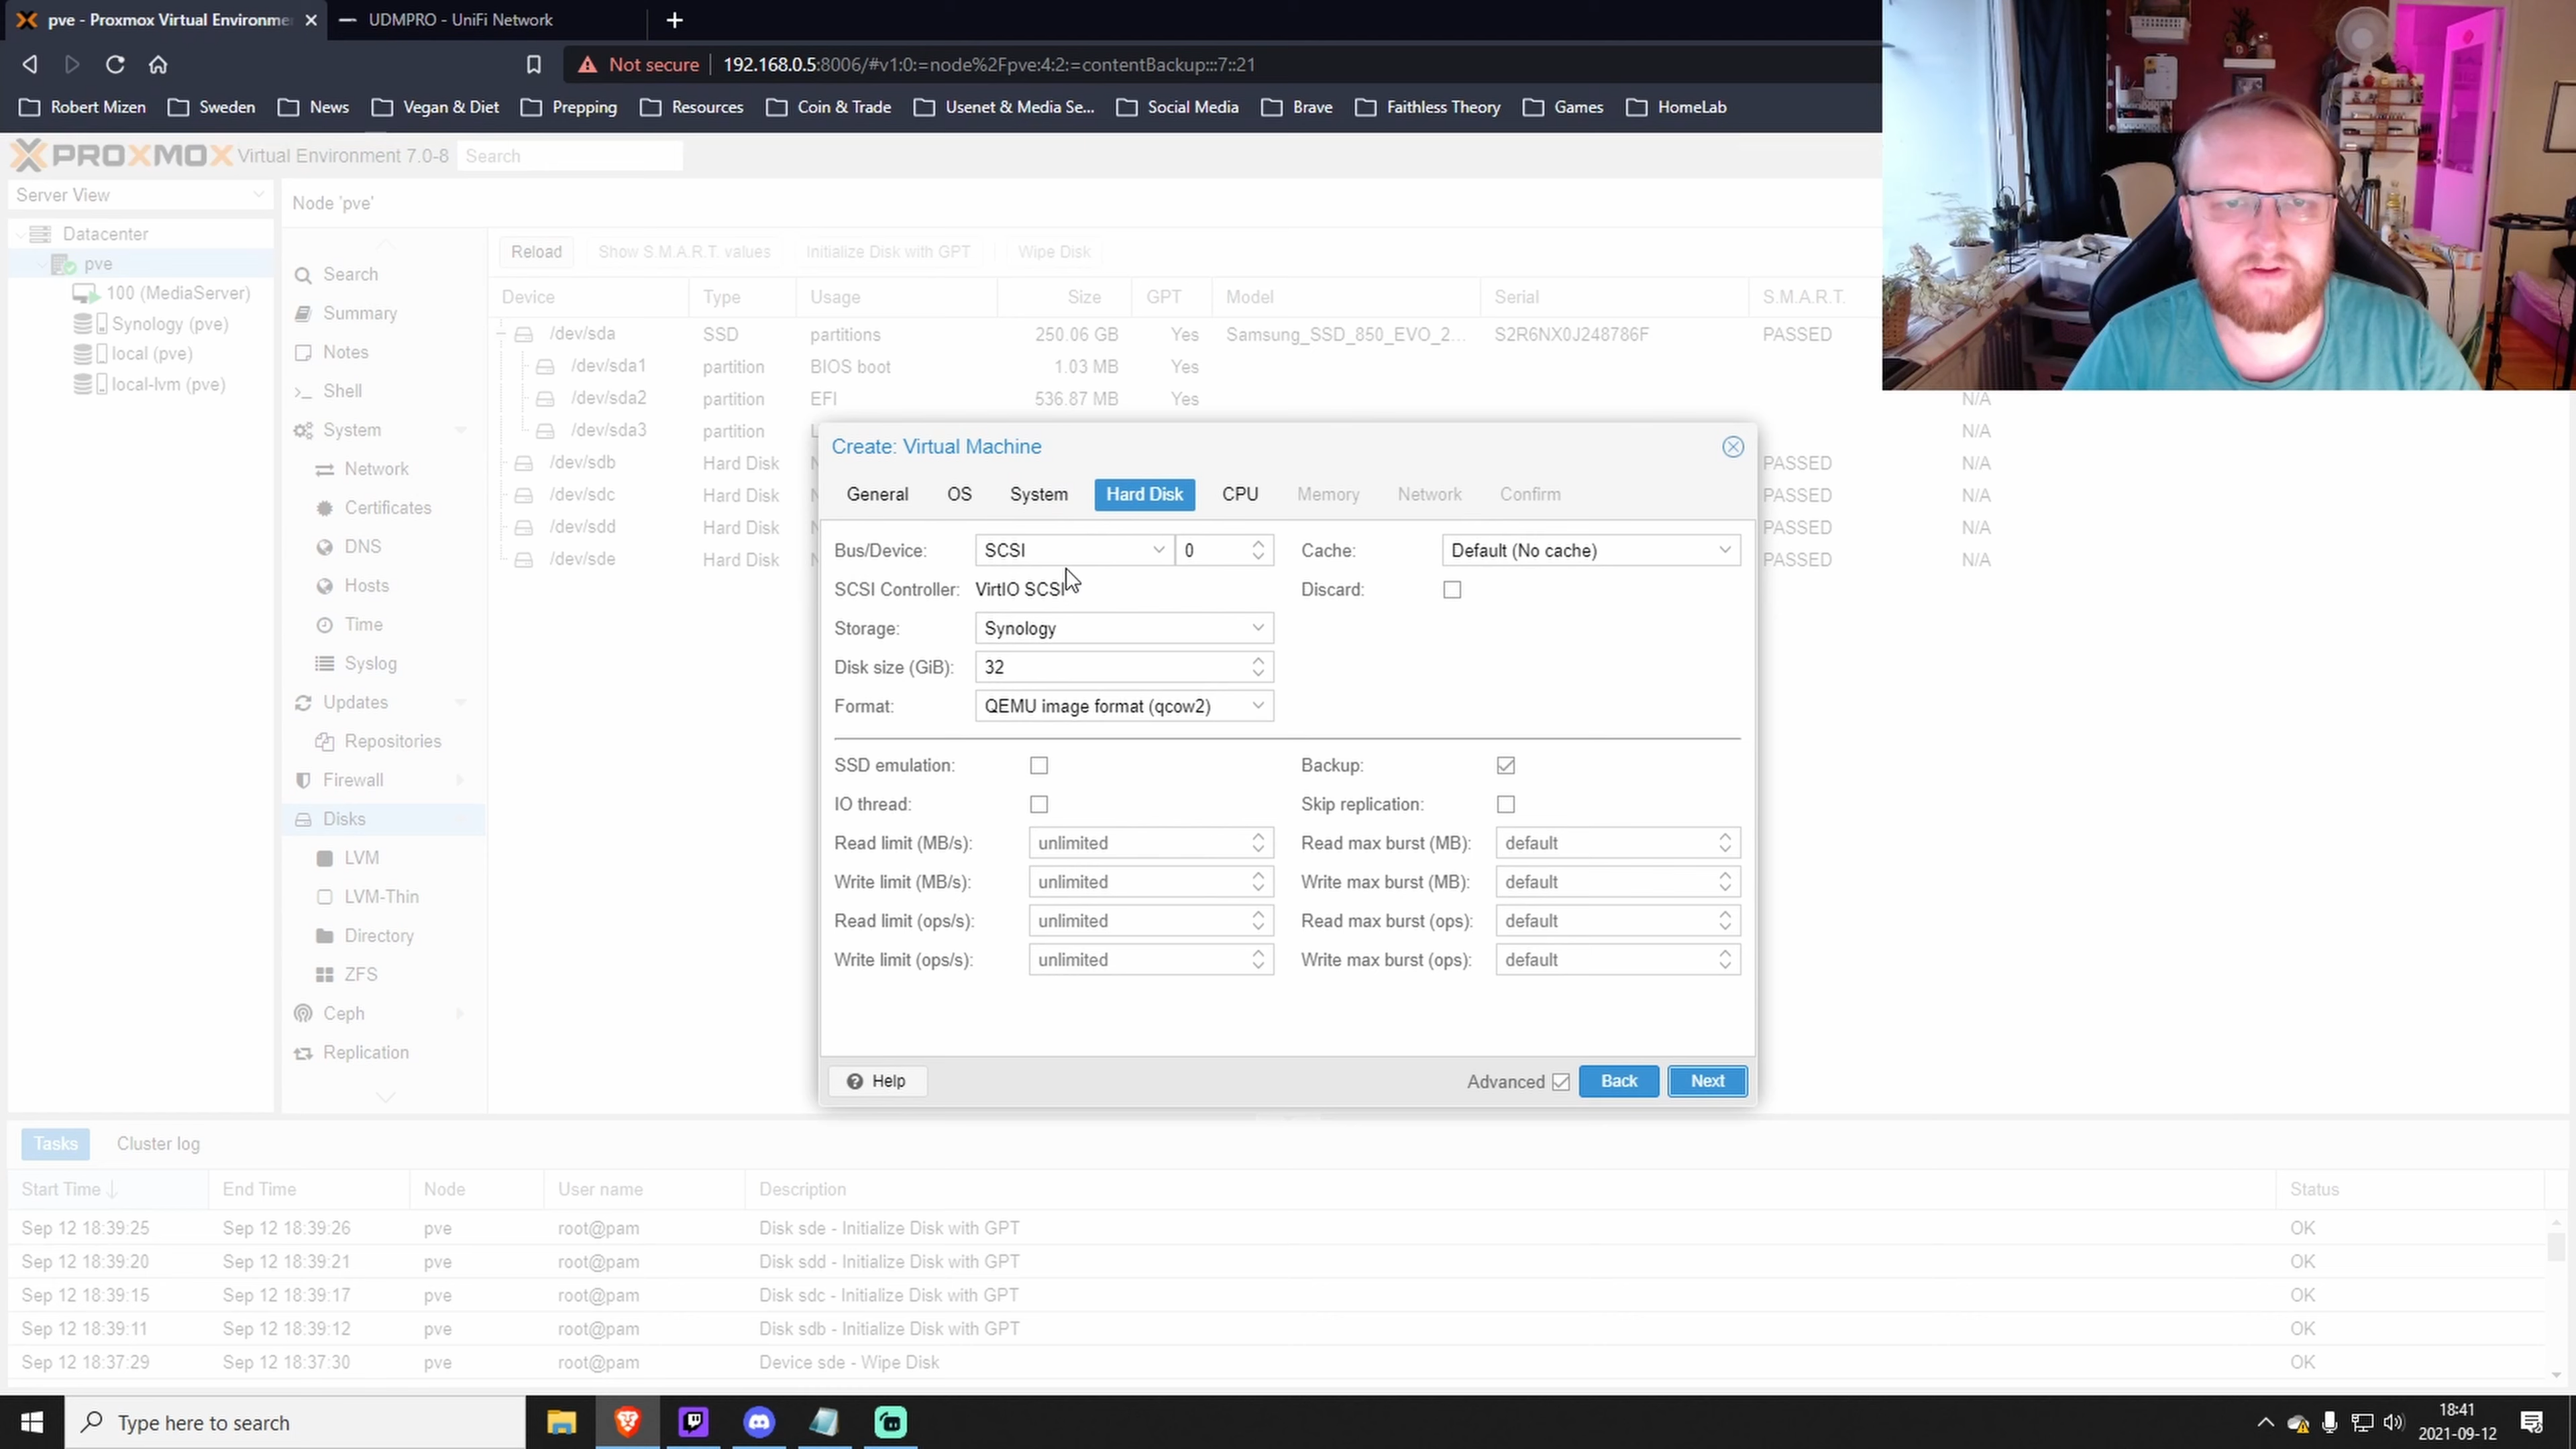 pve - Proxmox Virtual Environme
UDMPRO - UniFi Network
Not secure 192.168.0.5:8006/#v1:0:=node%2Fpve:4:2:=contentBackup:::7::21
Robert Mizen Sweden News Vegan & Diet Prepping Resources Coin & Trade Usenet & Media Se... Social Media Brave Faithless Theory Games HomeLab
PROXMOX Virtual Environment 7.0-8 Search
Server View
Datacenter
pve
100 (MediaServer)
Synology (pve)
local (pve)
local-lvm (pve)
Node 'pve'
Search
Summary
Notes
Shell
System
Network
Certificates
DNS
Hosts
Time
Syslog
Updates
Repositories
Firewall
Disks
LVM
LVM-Thin
Directory
ZFS
Ceph
Replication
Reload Show S.M.A.R.T. values Initialize Disk with GPT Wipe Disk
Device Type Usage Size GPT Model Serial S.M.A.R.T.
/dev/sda SSD partitions 250.06 GB Yes Samsung_SSD_850_EVO_2... S2R6NX0J248786F PASSED
/dev/sda1 partition BIOS boot 1.03 MB Yes
/dev/sda2 partition EFI 536.87 MB Yes N/A
/dev/sda3 partition N/A
/dev/sdb Hard Disk PASSED N/A
/dev/sdc Hard Disk PASSED N/A
/dev/sdd Hard Disk PASSED N/A
/dev/sde Hard Disk PASSED N/A
Create: Virtual Machine
General OS System Hard Disk CPU Memory Network Confirm
Bus/Device: SCSI 0 Cache: Default (No cache)
SCSI Controller: VirtIO SCSI Discard:
Storage: Synology
Disk size (GiB): 32
Format: QEMU image format (qcow2)
SSD emulation: Backup:
IO thread: Skip replication:
Read limit (MB/s): unlimited Read max burst (MB): default
Write limit (MB/s): unlimited Write max burst (MB): default
Read limit (ops/s): unlimited Read max burst (ops): default
Write limit (ops/s): unlimited Write max burst (ops): default
Help Advanced Back Next
Tasks Cluster log
Start Time End Time Node User name Description Status
Sep 12 18:39:25 Sep 12 18:39:26 pve root@pam Disk sde - Initialize Disk with GPT OK
Sep 12 18:39:20 Sep 12 18:39:21 pve root@pam Disk sdd - Initialize Disk with GPT OK
Sep 12 18:39:15 Sep 12 18:39:17 pve root@pam Disk sdc - Initialize Disk with GPT OK
Sep 12 18:39:11 Sep 12 18:39:12 pve root@pam Disk sdb - Initialize Disk with GPT OK
Sep 12 18:37:29 Sep 12 18:37:30 pve root@pam Device sde - Wipe Disk OK
Type here to search
18:41
2021-09-12